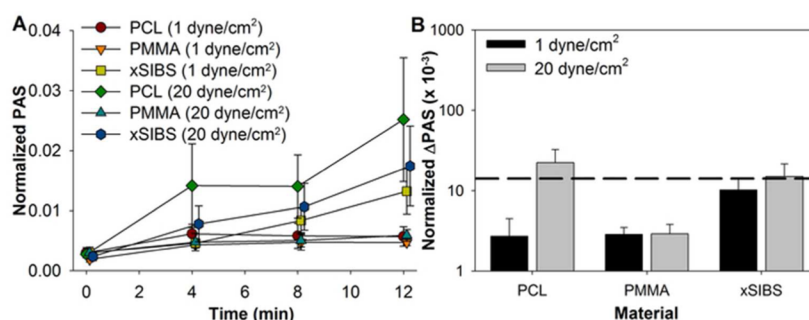 A
0.04
0.03
0.02
0.01
0.00
Normalized PAS
PCL (1 dyne/cm²)
PMMA (1 dyne/cm²)
xSIBS (1 dyne/cm²)
PCL (20 dyne/cm²)
PMMA (20 dyne/cm²)
xSIBS (20 dyne/cm²)
0 2 4 6 8 10 12
Time (min)
B
1000
100
10
1
Normalized ΔPAS (x 10⁻³)
1 dyne/cm²
20 dyne/cm²
PCL PMMA xSIBS
Material